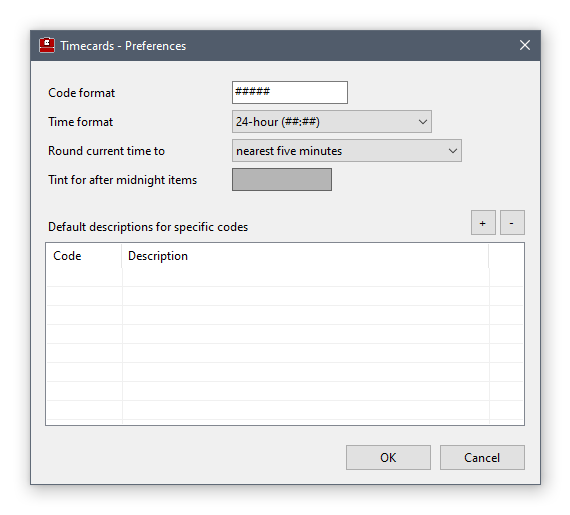 Timecards - Preferences
Code format #####
Time format 24-hour (##:##)
Round current time to nearest five minutes
Tint for after midnight items
Default descriptions for specific codes + -
Code Description
OK Cancel